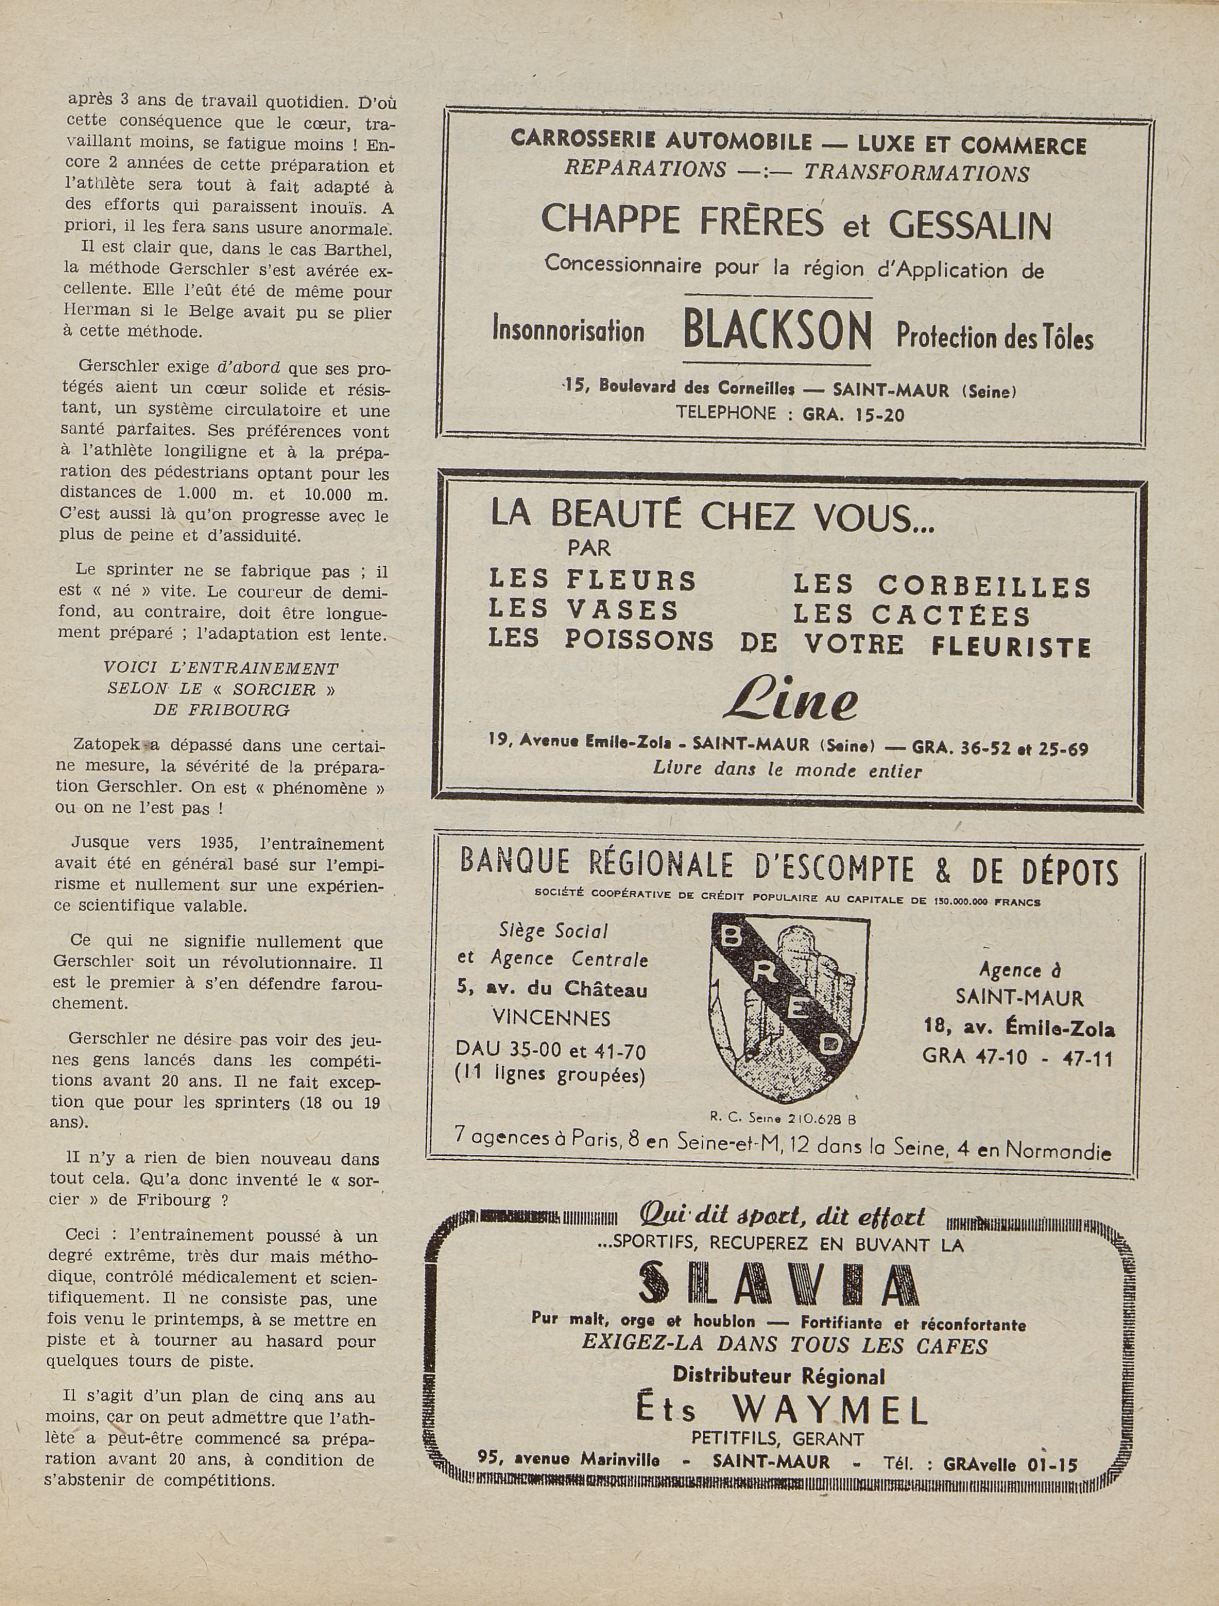 après 3 ans de travail quotidien. D'où
cette conséquence que le cœur, tra-
vaillant moins, se fatigue moins ! En-
core 2 années de cette préparation et
l'athlète sera tout à fait adapté à
des efforts qui paraissent inouïs. A
priori, il les fera sans usure anormale.
Il est clair que, dans le cas Barthel,
la méthode Gerschler s'est avérée ex-
cellente. Elle l'eût été de même pour
Herman si le Belge avait pu se plier
à cette méthode.
Gerschler exige d'abord que ses pro-
tégés aient un cœur solide et résis-
tant, un système circulatoire et une
santé parfaites. Ses préférences vont
à l'athlète longiligne et à la prépa-
ration des pédestrians optant pour les
distances de 1.000 m. et 10.000 m.
C'est aussi là qu'on progresse avec le
plus de peine et d'assiduité.
Le sprinter ne se fabrique pas ; il
est « né » vite. Le coureur de demi-
fond, au contraire, doit être longue-
ment préparé ; l'adaptation est lente.
VOICI L'ENTRAINEMENT
SELON LE « SORCIER »
DE FRIBOURG
Zatopek a dépassé dans une certai-
ne mesure, la sévérité de la prépara-
tion Gerschler. On est « phénomène »
ou on ne l'est pas !
Jusque vers 1935, l'entraînement
avait été en général basé sur l'empi-
risme et nullement sur une expérien-
ce scientifique valable.
Ce qui ne signifie nullement que
Gerschler soit un révolutionnaire. Il
est le premier à s'en défendre farou-
chement.
Gerschler ne désire pas voir des jeu-
nes gens lancés dans les compéti-
tions avant 20 ans. Il ne fait excep-
tion que pour les sprinters (18 ou 19
ans).
Il n'y a rien de bien nouveau dans
tout cela. Qu'a donc inventé le « sor-
cier » de Fribourg ?
Ceci : l'entraînement poussé à un
degré extrême, très dur mais métho-
dique, contrôlé médicalement et scien-
tifiquement. Il ne consiste pas, une
fois venu le printemps, à se mettre en
piste et à tourner au hasard pour
quelques tours de piste.
Il s'agit d'un plan de cinq ans au
moins, car on peut admettre que l'ath-
lète a peut-être commencé sa prépa-
ration avant 20 ans, à condition de
s'abstenir de compétitions.
CARROSSERIE AUTOMOBILE — LUXE ET COMMERCE
REPARATIONS —:— TRANSFORMATIONS
CHAPPE FRÈRES et GESSALIN
Concessionnaire pour la région d'Application de
Insonnorisation BLACKSON Protection des Tôles
15, Boulevard des Corneilles — SAINT-MAUR (Seine)
TELEPHONE : GRA. 15-20
LA BEAUTÉ CHEZ VOUS...
PAR
LES FLEURS LES CORBEILLES
LES VASES LES CACTÉES
LES POISSONS DE VOTRE FLEURISTE
Line
19, Avenue Emile-Zola - SAINT-MAUR (Seine) — GRA. 36-52 et 25-69
Livre dans le monde entier
BANQUE RÉGIONALE D'ESCOMPTE & DE DÉPOTS
SOCIÉTÉ COOPÉRATIVE DE CRÉDIT POPULAIRE AU CAPITALE DE 150.000.000 FRANCS
Siège Social
et Agence Centrale
5, av. du Château
VINCENNES
DAU 35-00 et 41-70
(11 lignes groupées)
BRED
Agence à
SAINT-MAUR
18, av. Émile-Zola
GRA 47-10 - 47-11
R. C. Seine 210.628 B
7 agences à Paris, 8 en Seine-et-M, 12 dans la Seine, 4 en Normandie
Qui dit sport, dit effort
...SPORTIFS, RECUPEREZ EN BUVANT LA
SLAVIA
Pur malt, orge et houblon — Fortifiante et réconfortante
EXIGEZ-LA DANS TOUS LES CAFES
Distributeur Régional
Éts WAYMEL
PETITFILS, GERANT
95, avenue Marinville - SAINT-MAUR - Tél. : GRAvelle 01-15